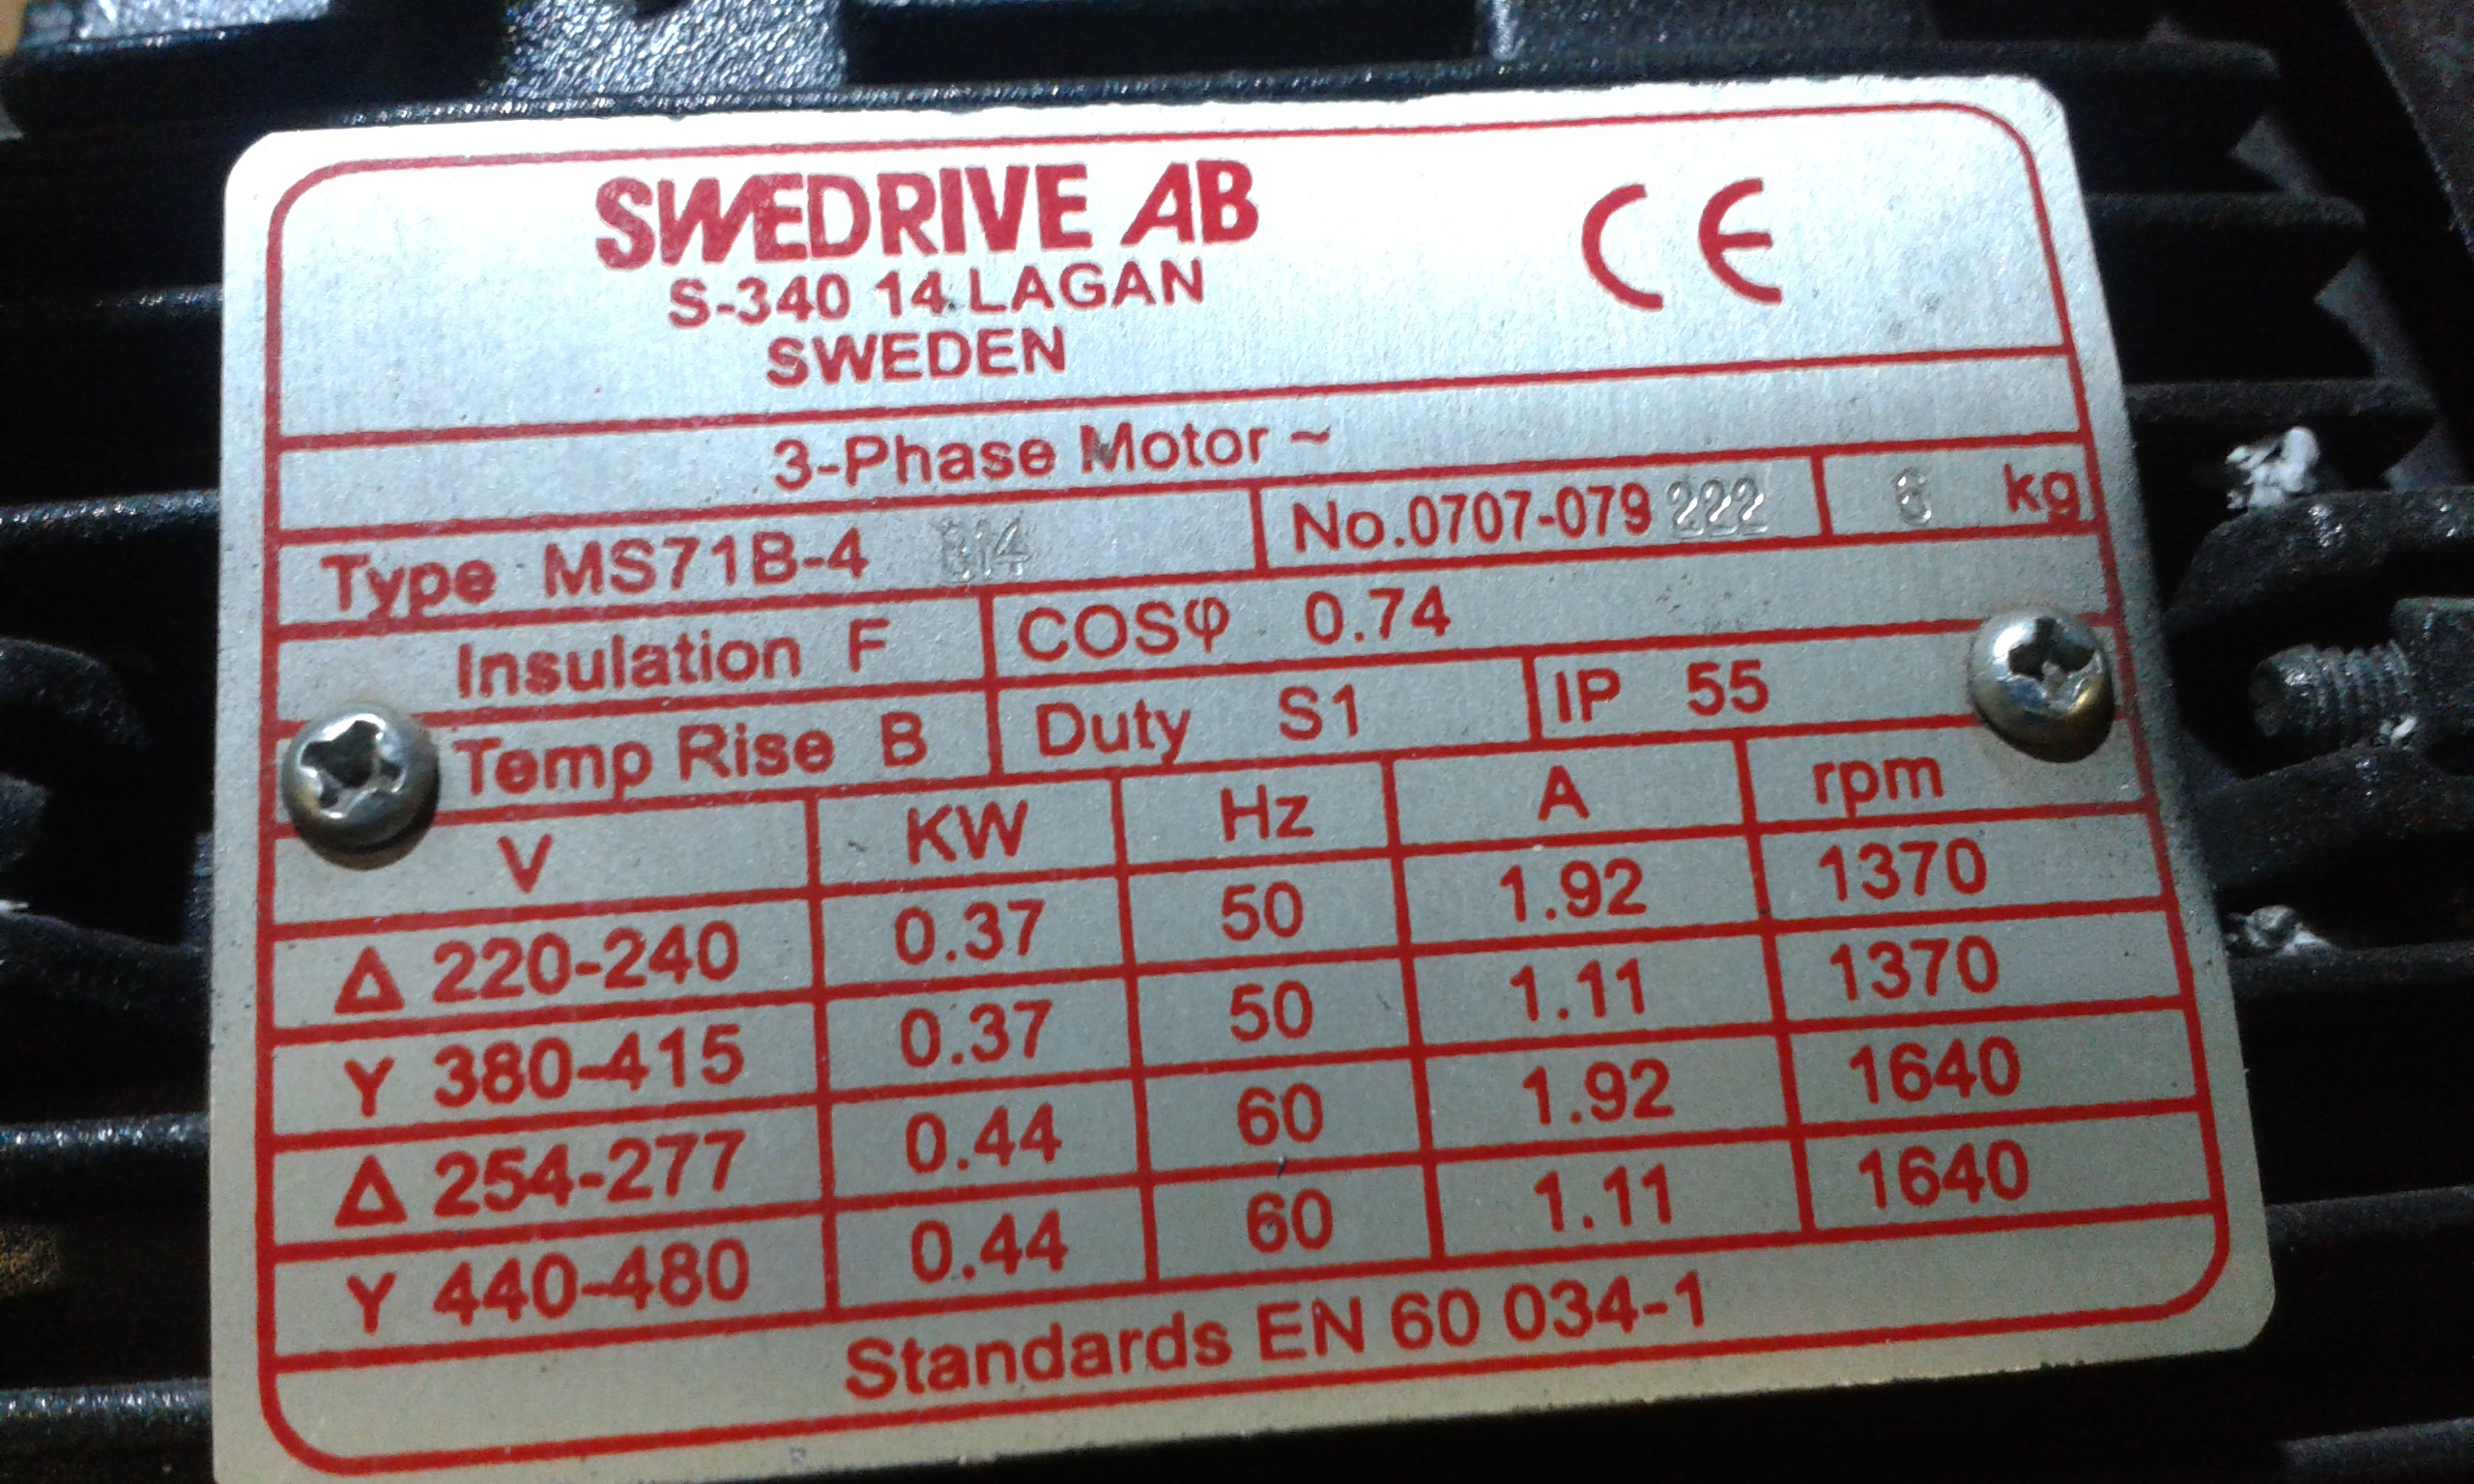 SWEDRIVE AB
CE
S-340 14 LAGAN
SWEDEN
3-Phase Motor ~
Type MS71B-4 B14 No.0707-079 222 6 kg
Insulation F COSφ 0.74
Temp Rise B Duty S1 IP 55
V KW Hz A rpm
Δ 220-240 0.37 50 1.92 1370
Y 380-415 0.37 50 1.11 1370
Δ 254-277 0.44 60 1.92 1640
Y 440-480 0.44 60 1.11 1640
Standards EN 60 034-1